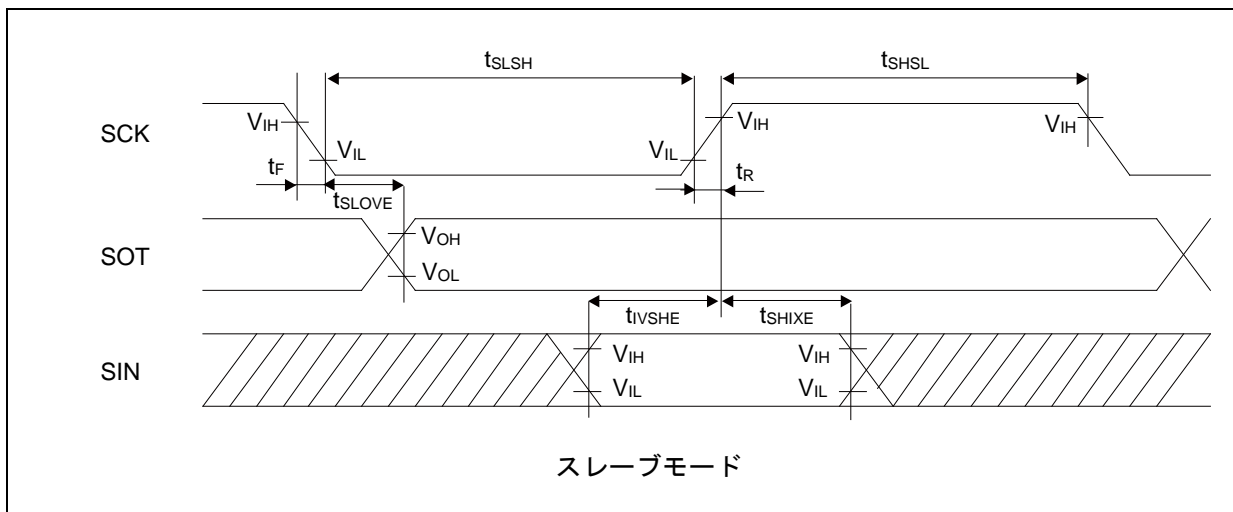 tSLSH tSHSL
SCK VIH VIL VIL VIH VIH
tF tSLOVE tR
SOT VOH VOL
tIVSHE tSHIXE
SIN VIH VIH
VIL VIL
スレーブモード